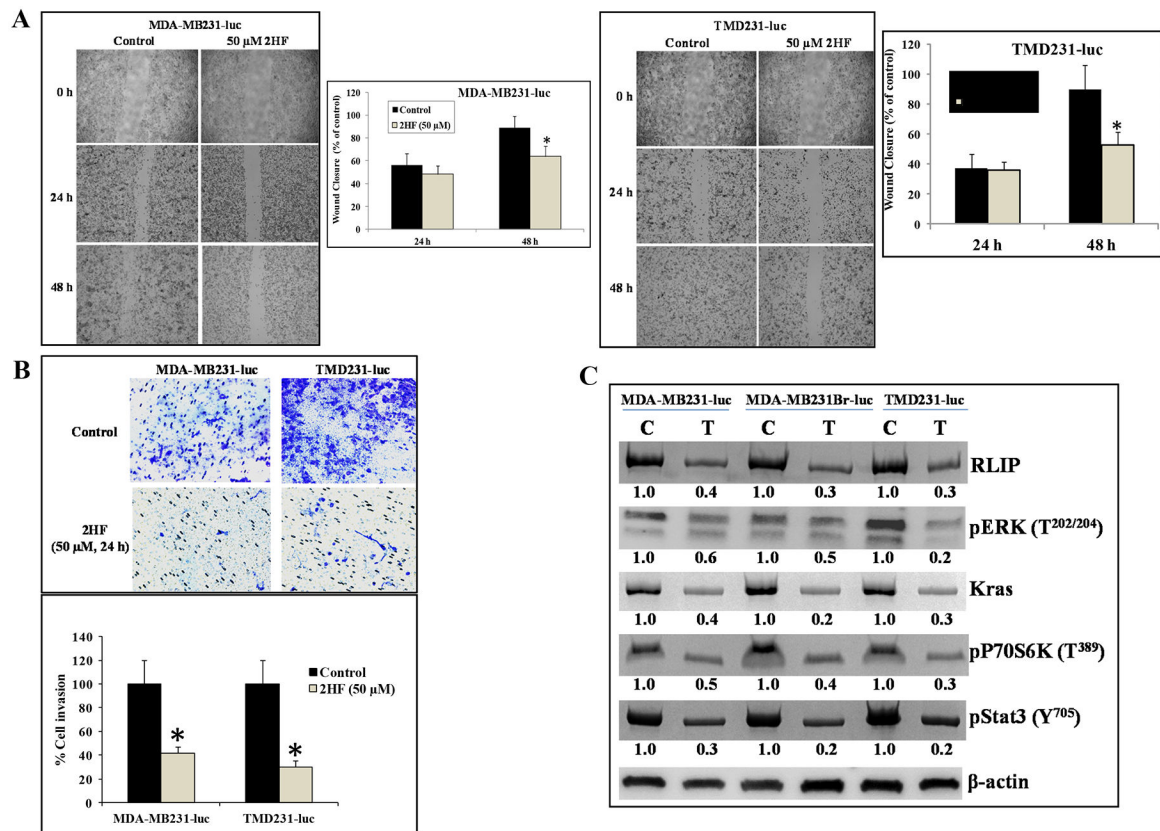 A
MDA-MB231-luc
Control 50 µM 2HF
0 h
24 h
48 h
MDA-MB231-luc
Wound Closure (% of control)
120
100
80
60
40
20
0
Control
2HF (50 µM)
*
24 h 48 h
TMD231-luc
Control 50 µM 2HF
0 h
24 h
48 h
TMD231-luc
Wound Closure (% of control)
120
100
80
60
40
20
0
*
24 h 48 h
B
MDA-MB231-luc TMD231-luc
Control
2HF
(50 µM, 24 h)
% Cell invasion
140
120
100
80
60
40
20
0
Control
2HF (50 µM)
* *
MDA-MB231-luc TMD231-luc
C
MDA-MB231-luc MDA-MB231Br-luc TMD231-luc
C T C T C T
RLIP
1.0 0.4 1.0 0.3 1.0 0.3
pERK (T202/204)
1.0 0.6 1.0 0.5 1.0 0.2
Kras
1.0 0.4 1.0 0.2 1.0 0.3
pP70S6K (T389)
1.0 0.5 1.0 0.4 1.0 0.3
pStat3 (Y705)
1.0 0.3 1.0 0.2 1.0 0.2
β-actin